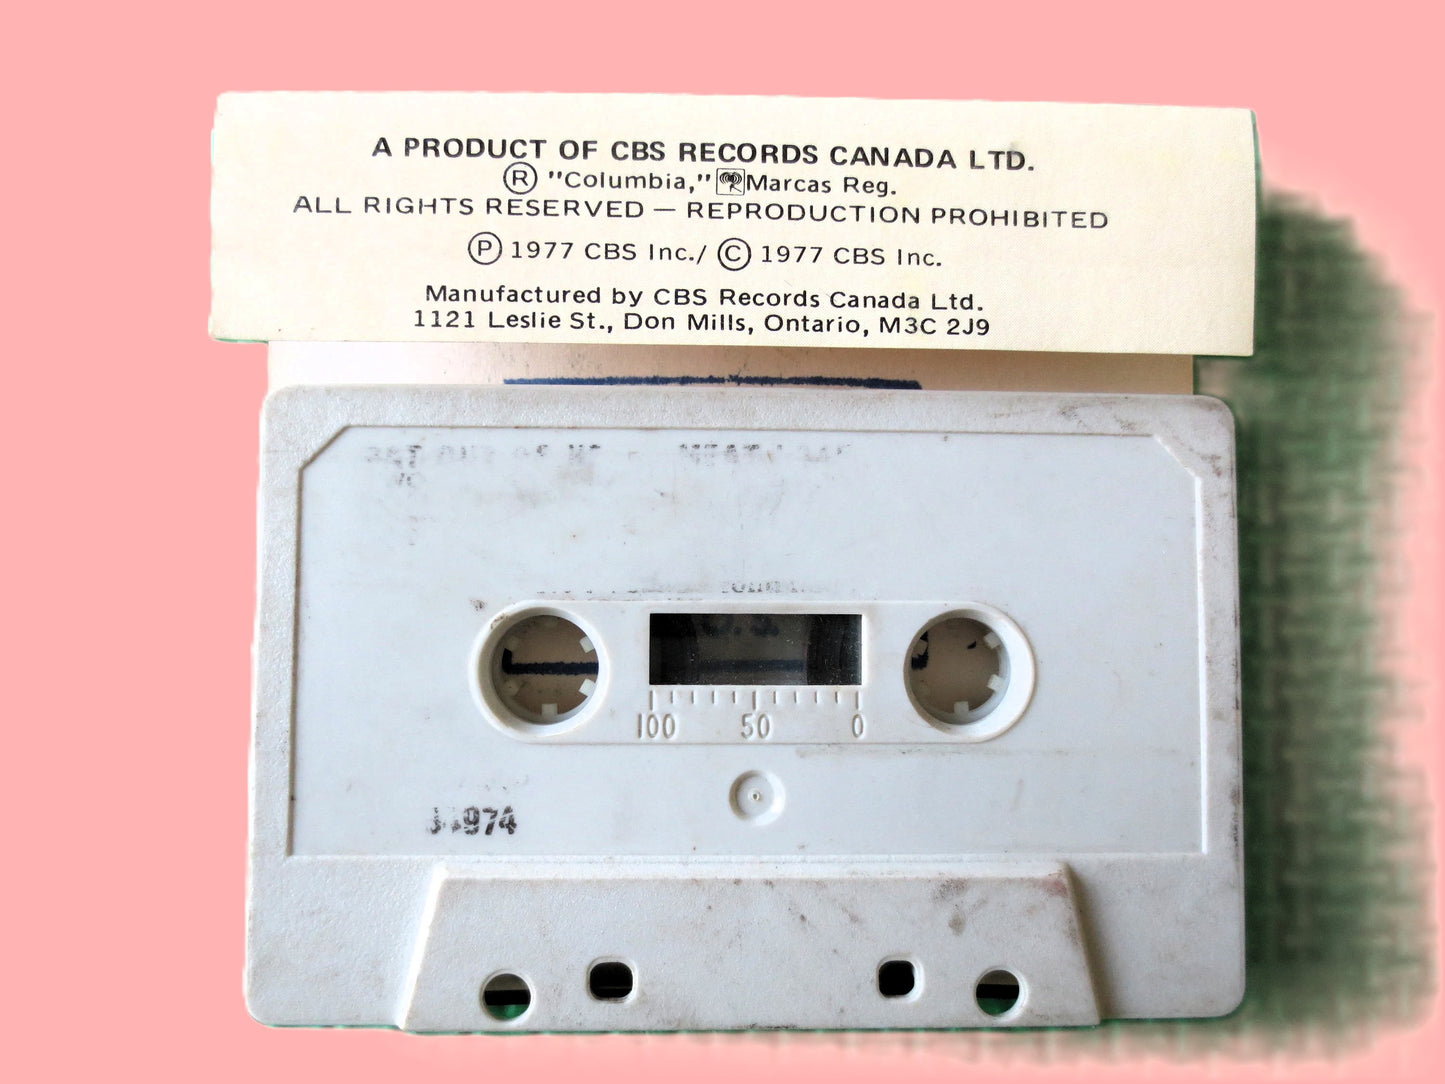 A PRODUCT OF CBS RECORDS CANADA LTD.
Ⓡ "Columbia," Marcas Reg.
ALL RIGHTS RESERVED — REPRODUCTION PROHIBITED
Ⓟ 1977 CBS Inc./ Ⓒ 1977 CBS Inc.
Manufactured by CBS Records Canada Ltd.
1121 Leslie St., Don Mills, Ontario, M3C 2J9
100 50 0